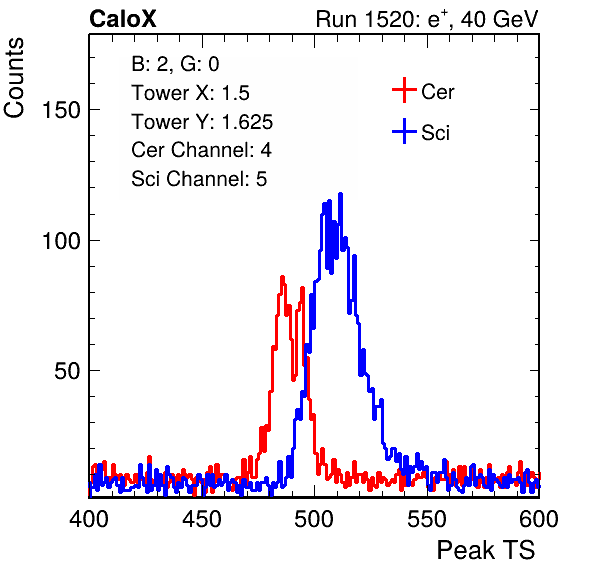 CaloX Run 1520: e⁺, 40 GeV
Counts
B: 2, G: 0
Tower X: 1.5
Tower Y: 1.625
Cer Channel: 4
Sci Channel: 5
Cer
Sci
150
100
50
400 450 500 550 600
Peak TS